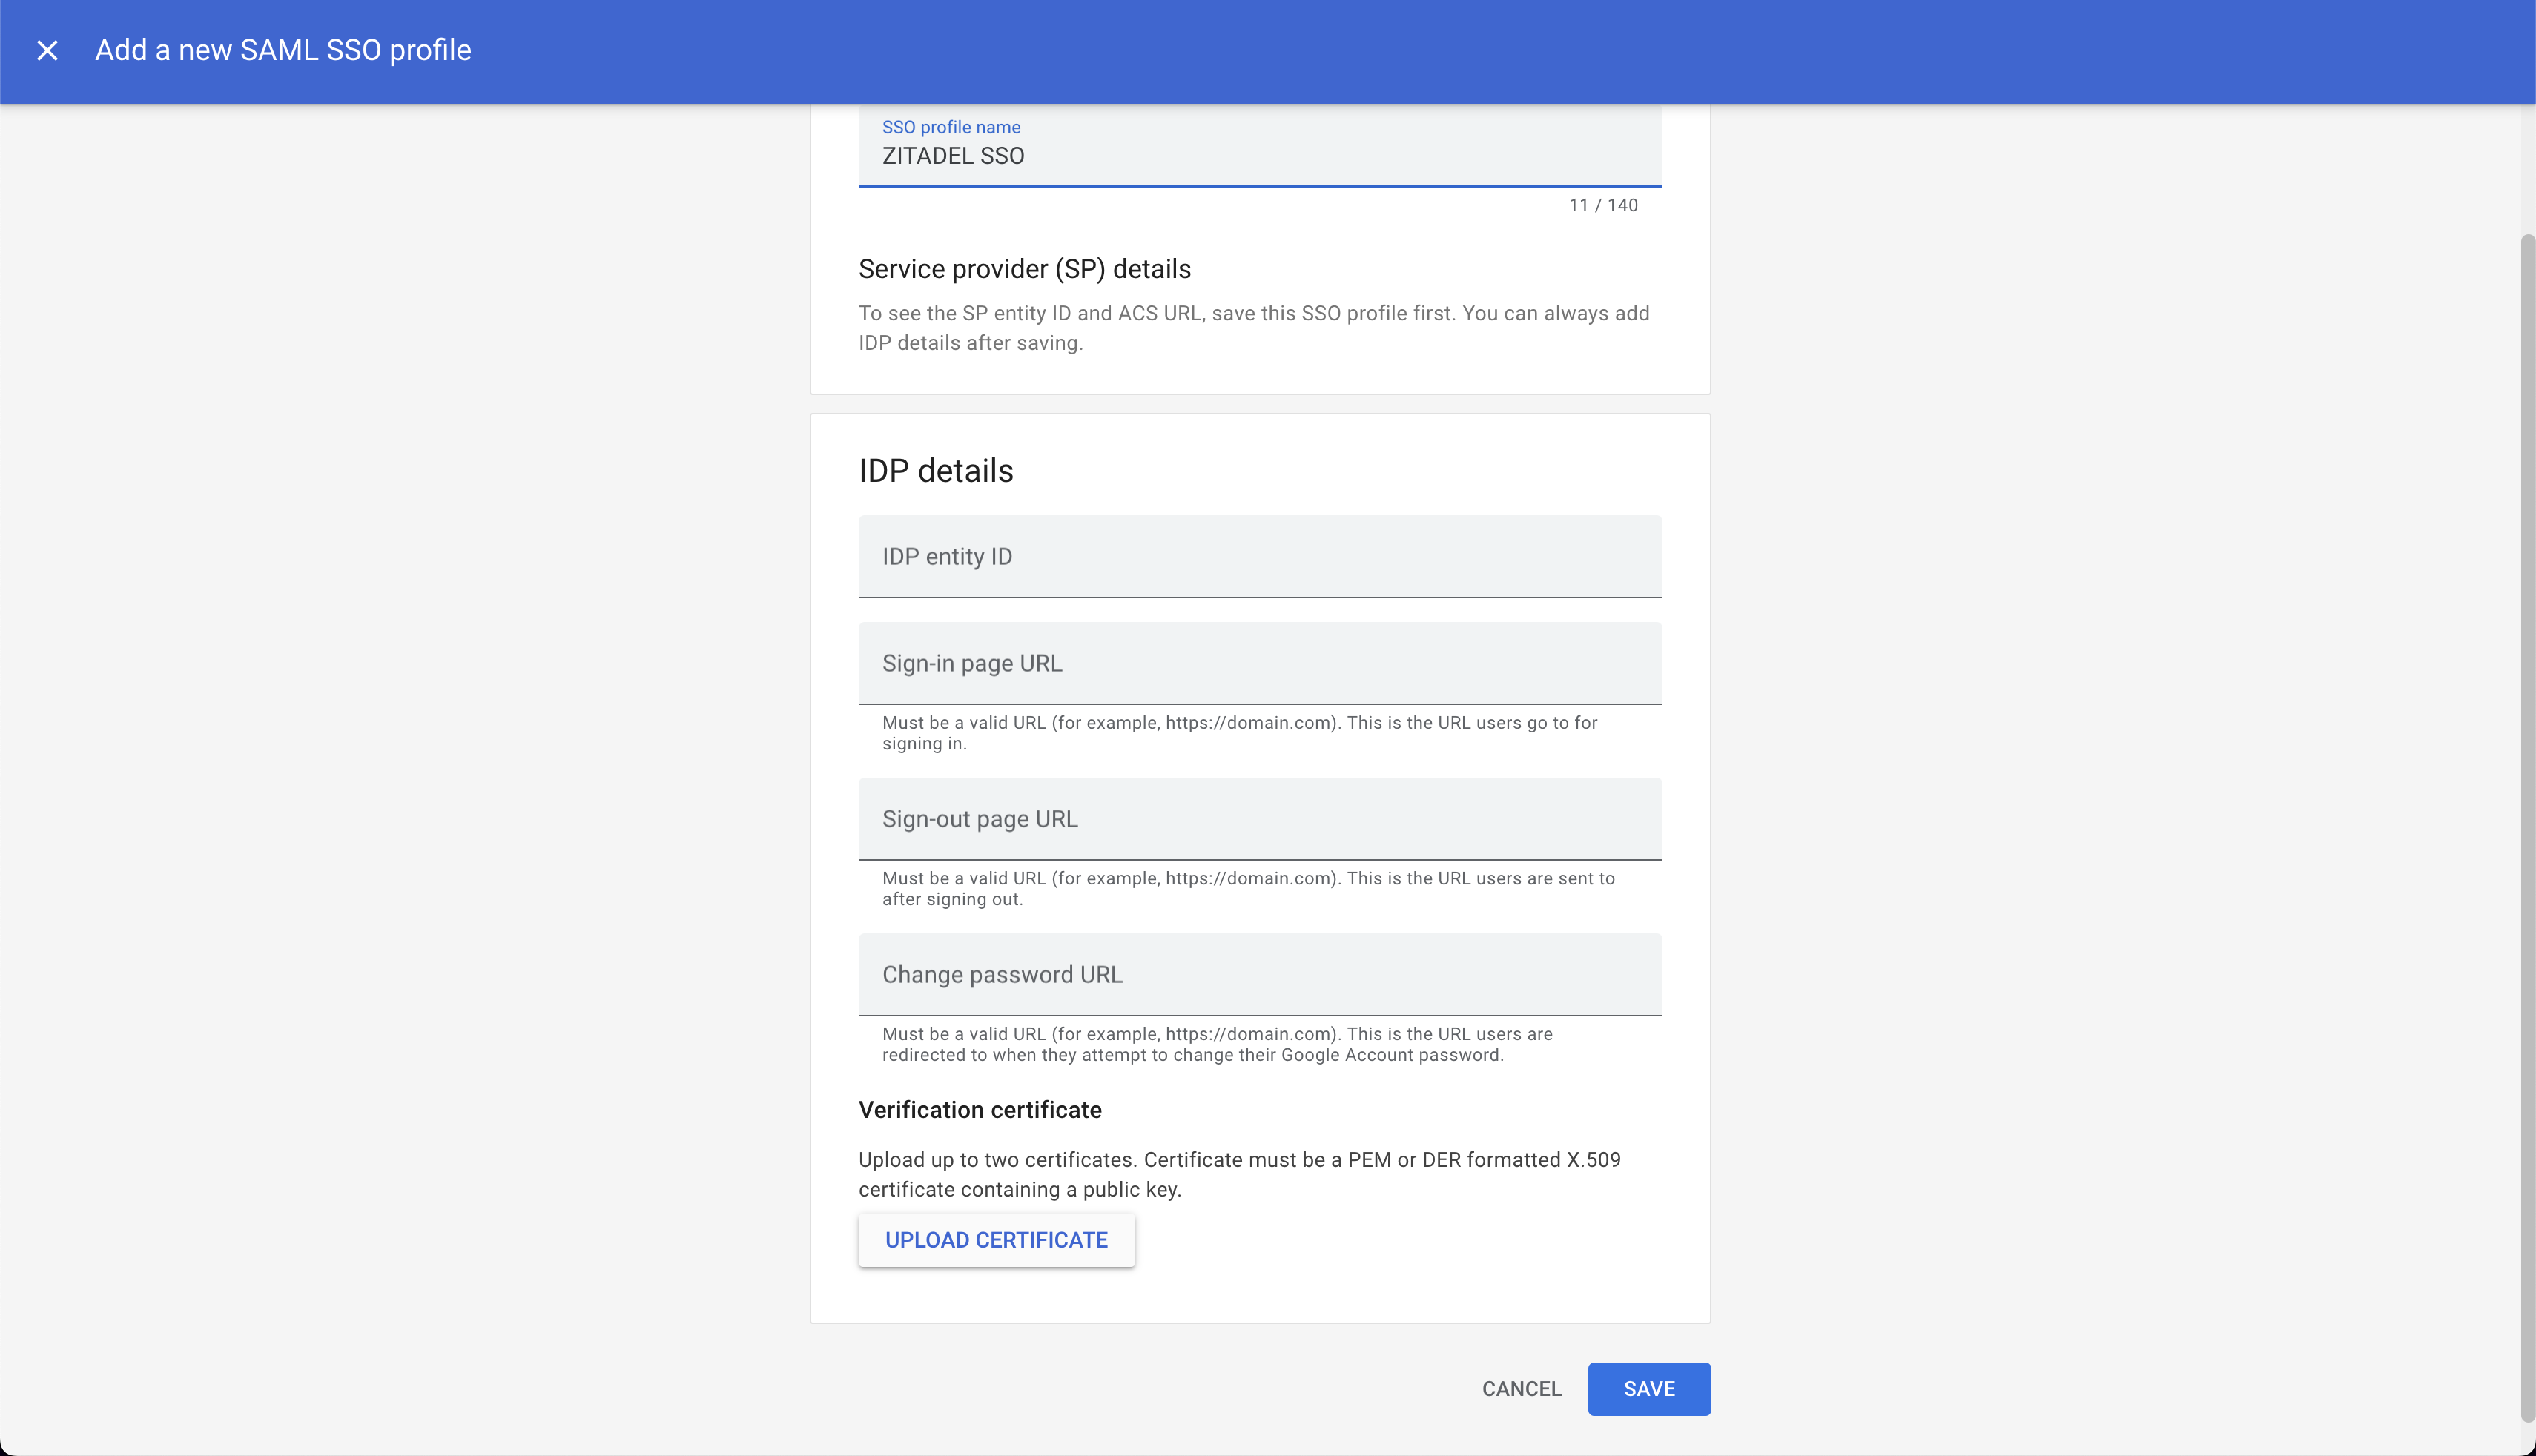 Add a new SAML SSO profile
SSO profile name
ZITADEL SSO
11 / 140
Service provider (SP) details
To see the SP entity ID and ACS URL, save this SSO profile first. You can always add
IDP details after saving.
IDP details
IDP entity ID
Sign-in page URL
Must be a valid URL (for example, https://domain.com). This is the URL users go to for
signing in.
Sign-out page URL
Must be a valid URL (for example, https://domain.com). This is the URL users are sent to
after signing out.
Change password URL
Must be a valid URL (for example, https://domain.com). This is the URL users are
redirected to when they attempt to change their Google Account password.
Verification certificate
Upload up to two certificates. Certificate must be a PEM or DER formatted X.509
certificate containing a public key.
UPLOAD CERTIFICATE
CANCEL
SAVE